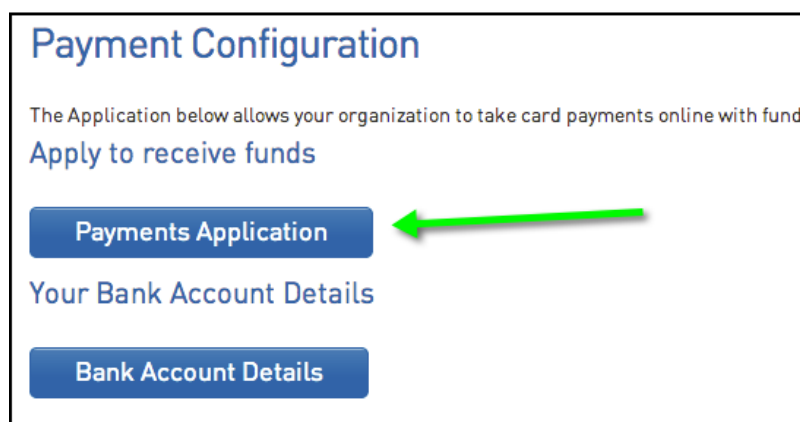 Payment Configuration
The Application below allows your organization to take card payments online with fund
Apply to receive funds
Payments Application
Your Bank Account Details
Bank Account Details